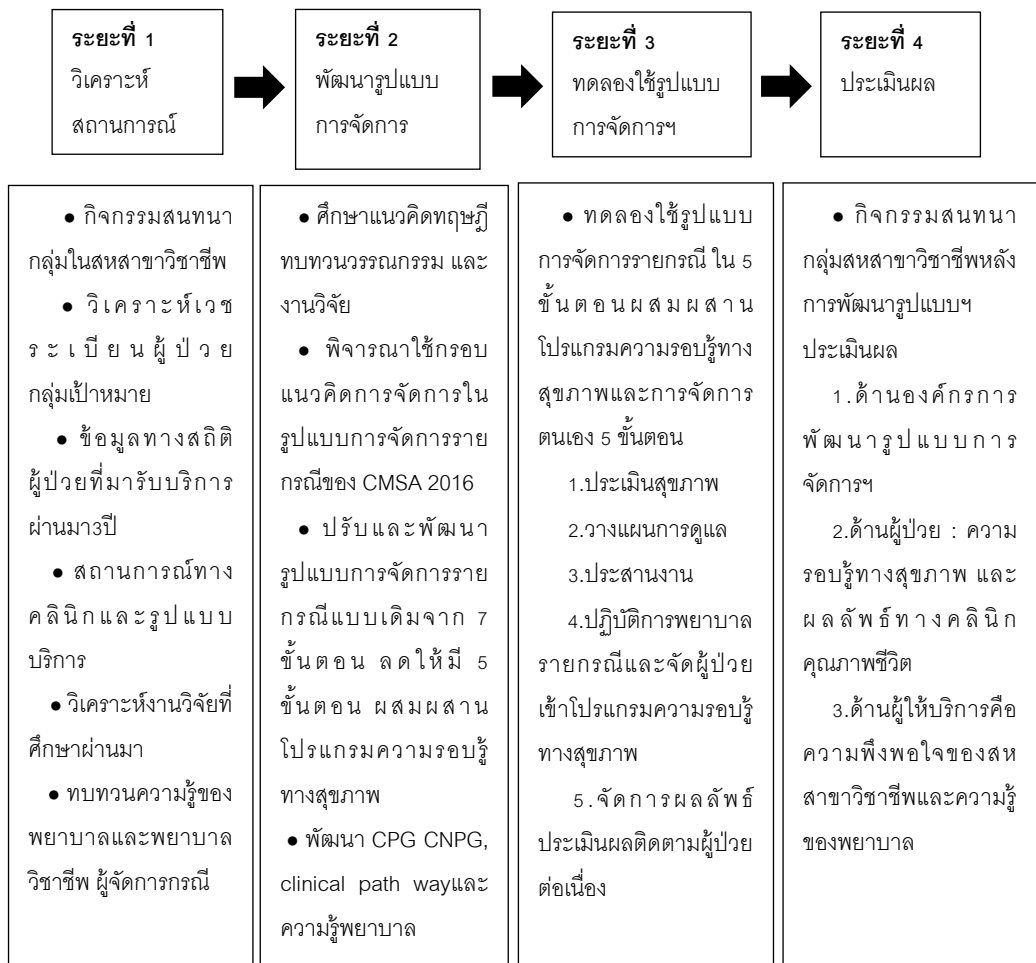 ระยะที่ 1
วิเคราะห์
สถานการณ์
ระยะที่ 2
พัฒนารูปแบบ
การจัดการ
ระยะที่ 3
ทดลองใช้รูปแบบ
การจัดการฯ
ระยะที่ 4
ประเมินผล
● กิจกรรมสนทนา
กลุ่มในสหสาขาวิชาชีพ
● วิเคราะห์เวช
ระเบียนผู้ป่วย
กลุ่มเป้าหมาย
● ข้อมูลทางสถิติ
ผู้ป่วยที่มารับบริการ
ผ่านมา3ปี
● สถานการณ์ทาง
คลินิกและรูปแบบ
บริการ
● วิเคราะห์งานวิจัยที่
ศึกษาผ่านมา
● ทบทวนความรู้ของ
พยาบาลและพยาบาล
วิชาชีพ ผู้จัดการกรณี
● ศึกษาแนวคิดทฤษฎี
ทบทวนวรรณกรรม และ
งานวิจัย
● พิจารณาใช้กรอบ
แนวคิดการจัดการใน
รูปแบบการจัดการราย
กรณีของ CMSA 2016
● ปรับและพัฒนา
รูปแบบการจัดการราย
กรณีแบบเดิมจาก 7
ขั้นตอน ลดให้มี 5
ขั้นตอน ผสมผสาน
โปรแกรมความรอบรู้
ทางสุขภาพ
● พัฒนา CPG CNPG,
clinical path wayและ
ความรู้พยาบาล
● ทดลองใช้รูปแบบ
การจัดการรายกรณี ใน 5
ขั้นตอนผสมผสาน
โปรแกรมความรอบรู้ทาง
สุขภาพและการจัดการ
ตนเอง 5 ขั้นตอน
1.ประเมินสุขภาพ
2.วางแผนการดูแล
3.ประสานงาน
4.ปฏิบัติการพยาบาล
รายกรณีและจัดผู้ป่วย
เข้าโปรแกรมความรอบรู้
ทางสุขภาพ
5.จัดการผลลัพธ์
ประเมินผลติดตามผู้ป่วย
ต่อเนื่อง
● กิจกรรมสนทนา
กลุ่มสหสาขาวิชาชีพหลัง
การพัฒนารูปแบบฯ
ประเมินผล
1.ด้านองค์กรการ
พัฒนารูปแบบการ
จัดการฯ
2.ด้านผู้ป่วย : ความ
รอบรู้ทางสุขภาพ และ
ผลลัพธ์ทางคลินิก
คุณภาพชีวิต
3.ด้านผู้ให้บริการคือ
ความพึงพอใจของสห
สาขาวิชาชีพและความรู้
ของพยาบาล